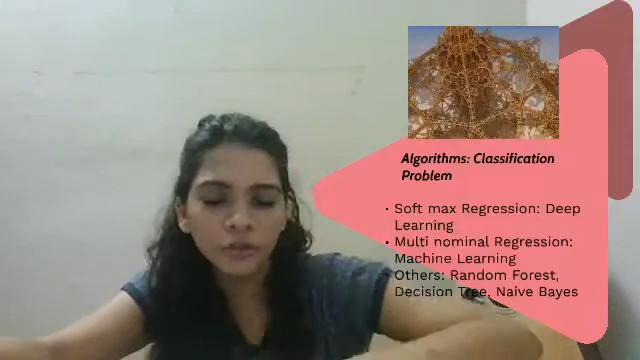 Algorithms: Classification
Problem
• Soft max Regression: Deep
Learning
• Multi nominal Regression:
Machine Learning
Others: Random Forest,
Decision Tree, Naive Bayes